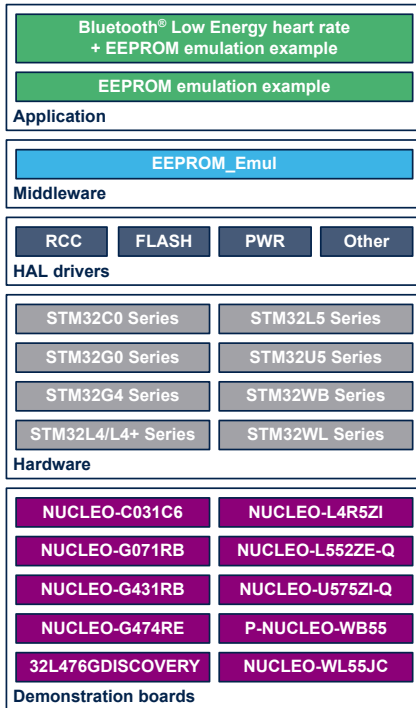 Bluetooth® Low Energy heart rate
+ EEPROM emulation example
EEPROM emulation example
Application
EEPROM_Emul
Middleware
RCC FLASH PWR Other
HAL drivers
STM32C0 Series STM32L5 Series
STM32G0 Series STM32U5 Series
STM32G4 Series STM32WB Series
STM32L4/L4+ Series STM32WL Series
Hardware
NUCLEO-C031C6 NUCLEO-L4R5ZI
NUCLEO-G071RB NUCLEO-L552ZE-Q
NUCLEO-G431RB NUCLEO-U575ZI-Q
NUCLEO-G474RE P-NUCLEO-WB55
32L476GDISCOVERY NUCLEO-WL55JC
Demonstration boards